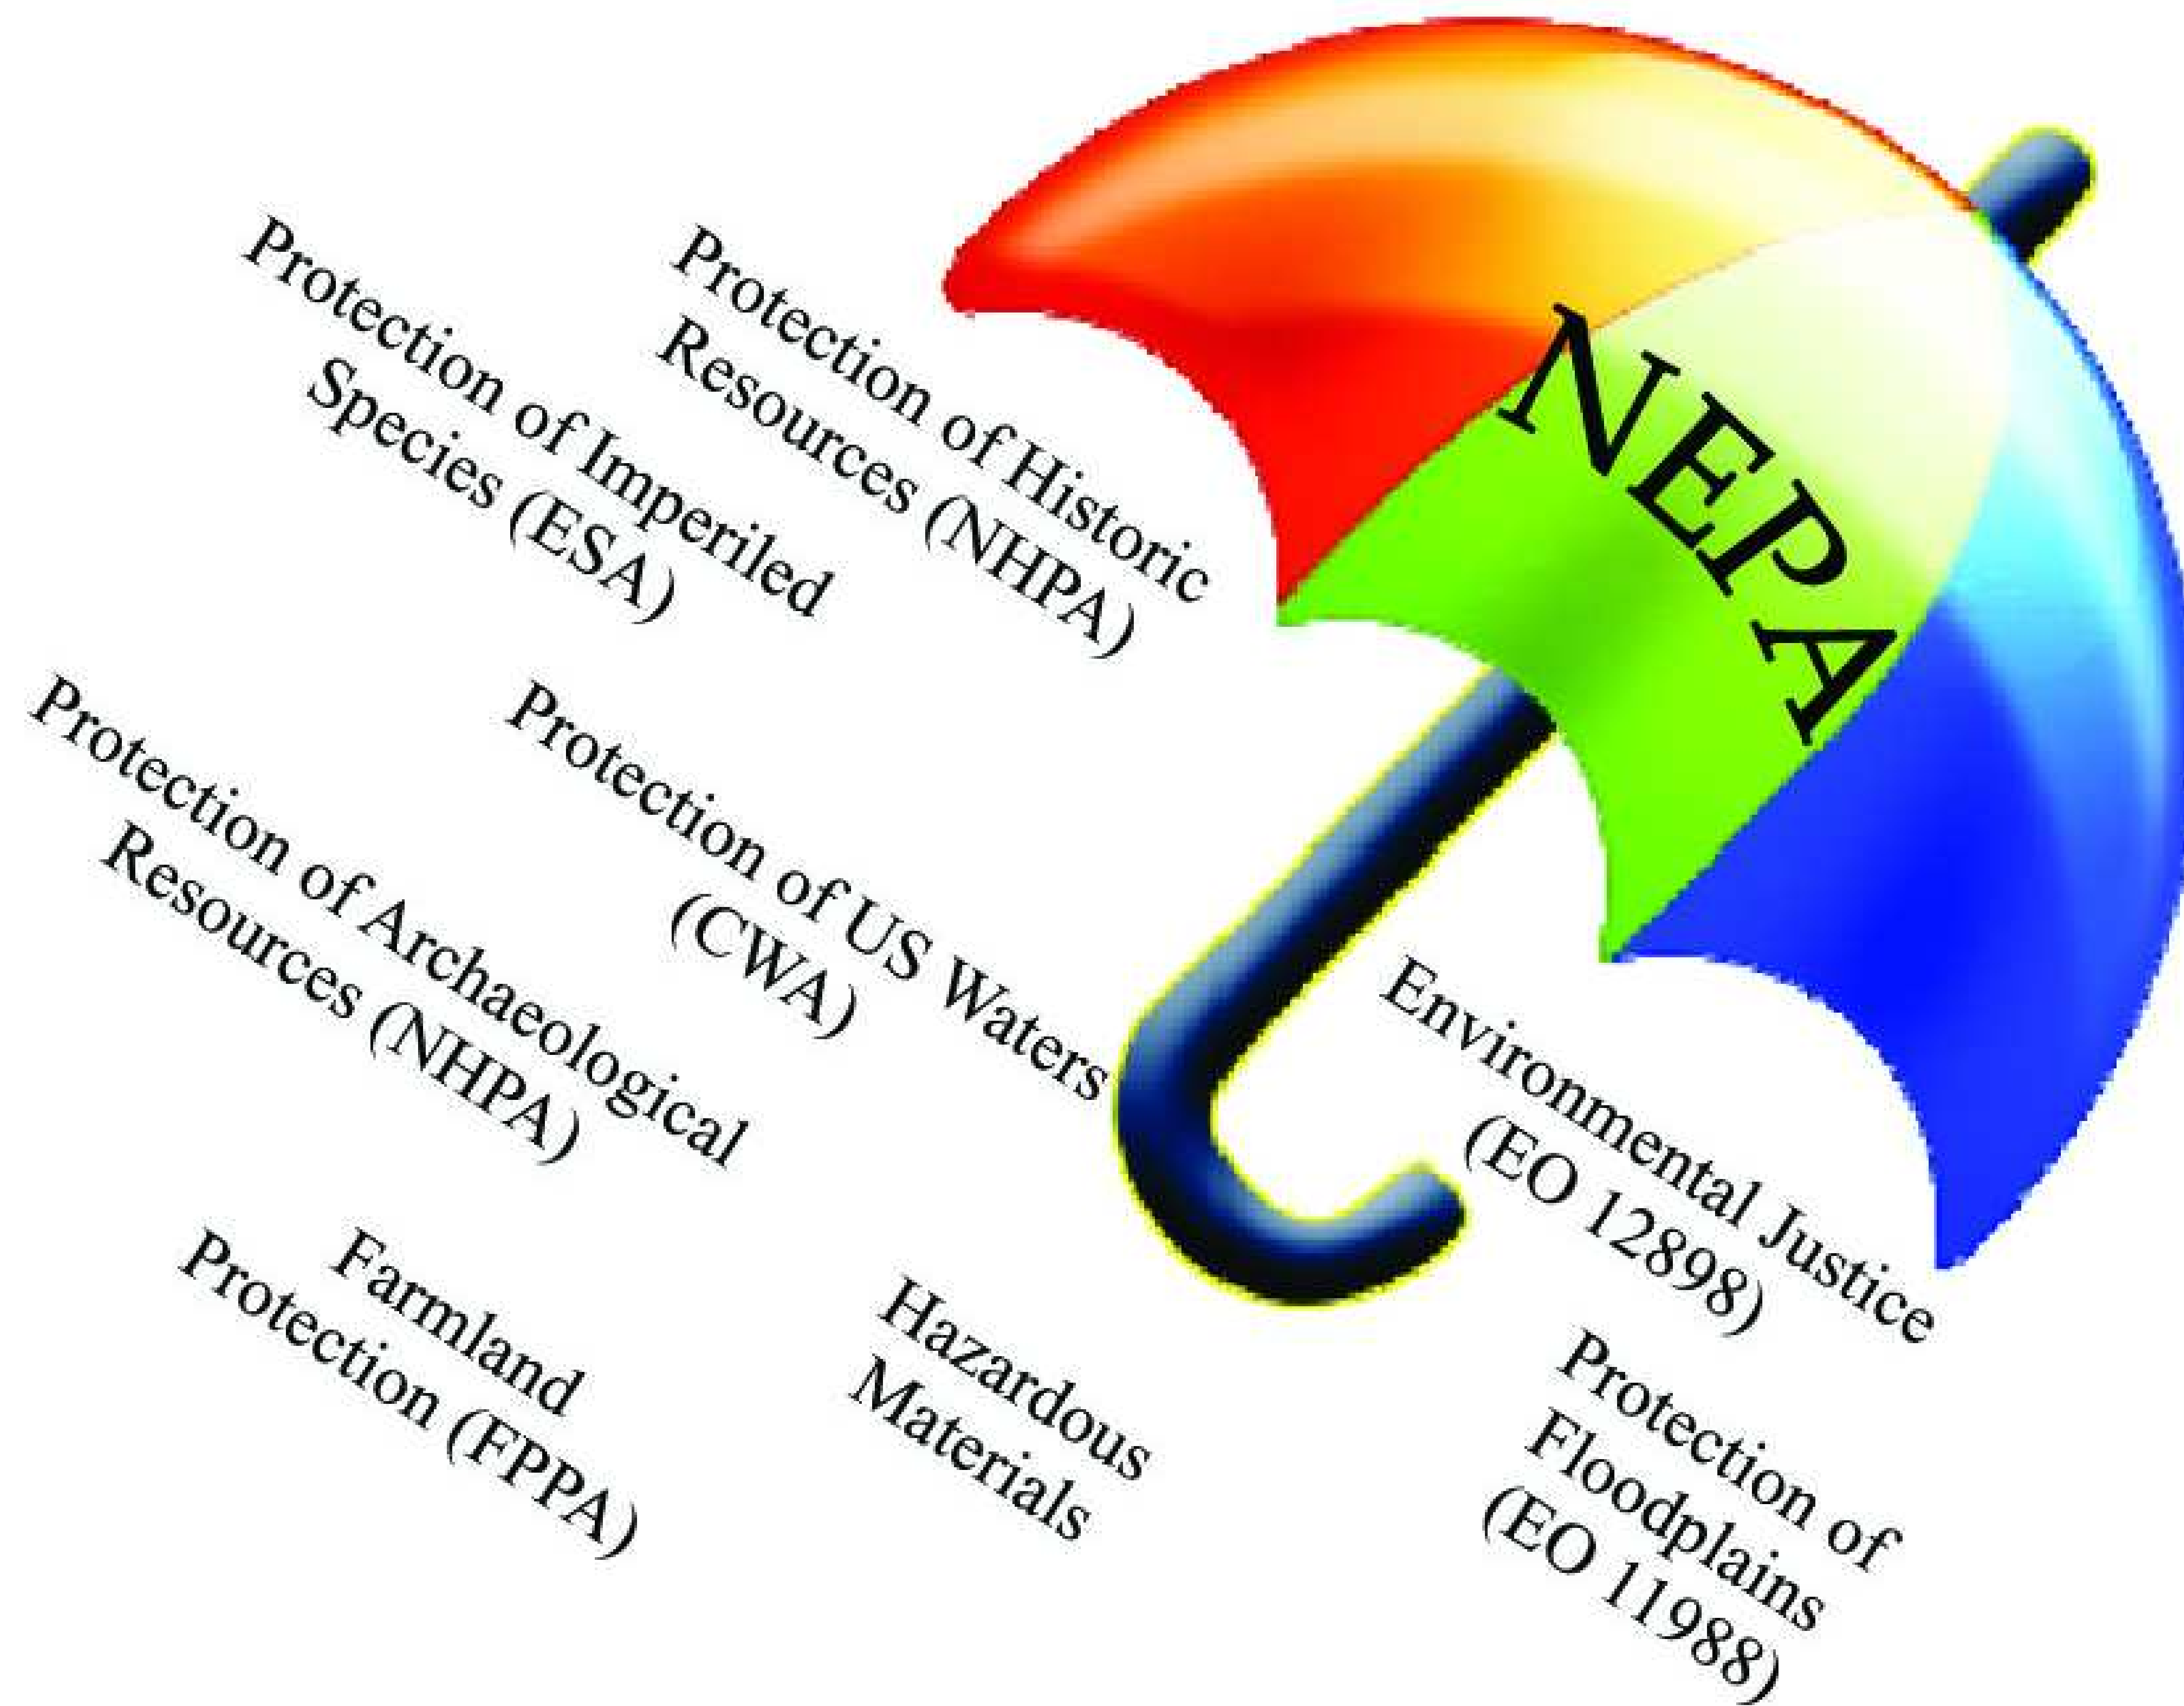 NEPA
Protection of Imperiled
Species (ESA)
Protection of Historic
Resources (NHPA)
Protection of Archaeological
Resources (NHPA)
Protection of US Waters
(CWA)
Environmental Justice
(EO 12898)
Farmland
Protection (FPPA)
Hazardous
Materials
Protection of
Floodplains
(EO 11988)